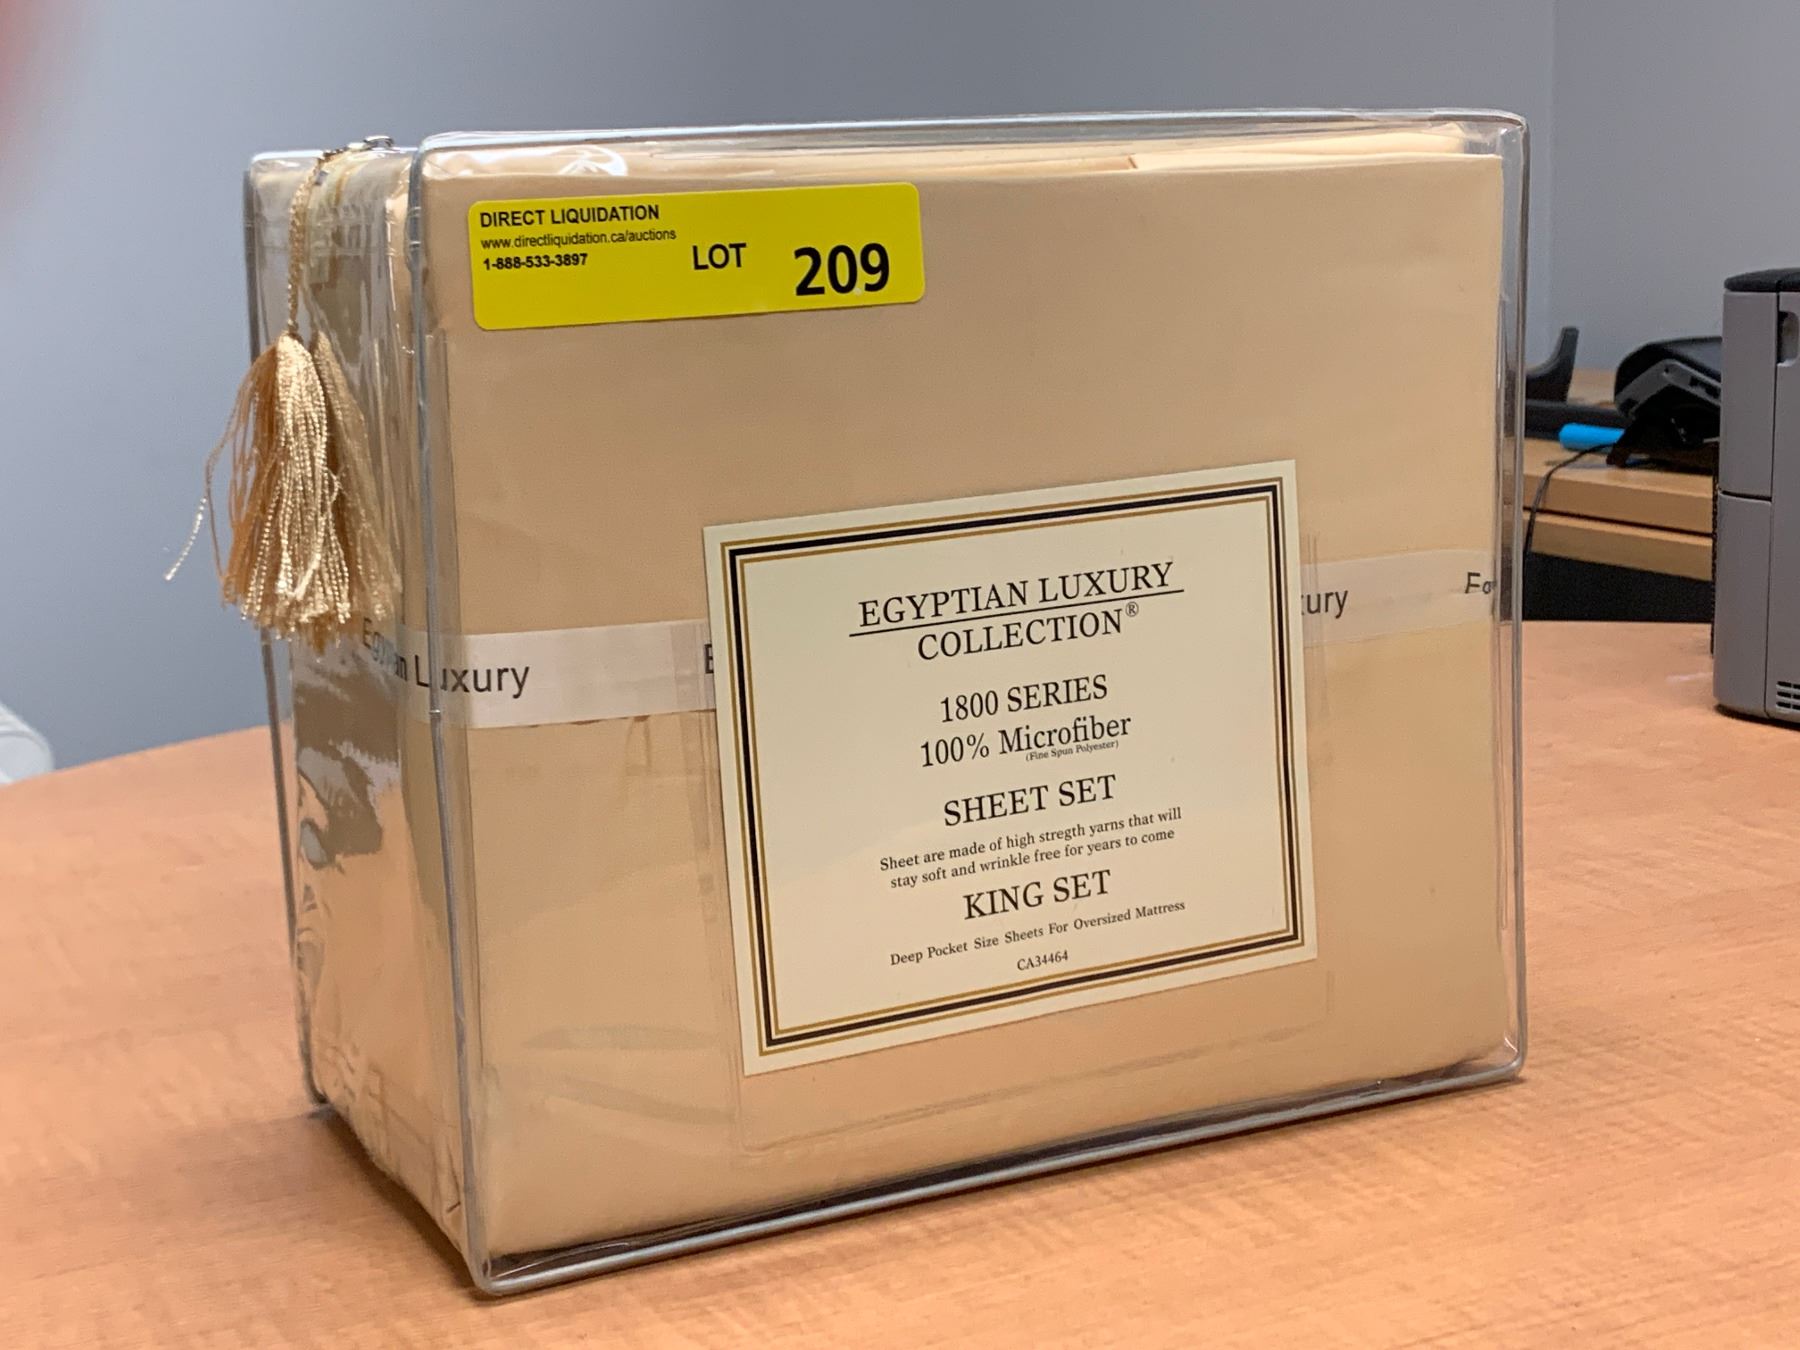 DIRECT LIQUIDATION
www.directliquidation.ca/auctions
1-888-533-3897
LOT 209
EGYPTIAN LUXURY
COLLECTION®
1800 SERIES
100% Microfiber
(Fine Spun Polyester)
SHEET SET
Sheet are made of high stregth yarns that will
stay soft and wrinkle free for years to come
KING SET
Deep Pocket Size Sheets For Oversized Mattress
CA34464
Luxury